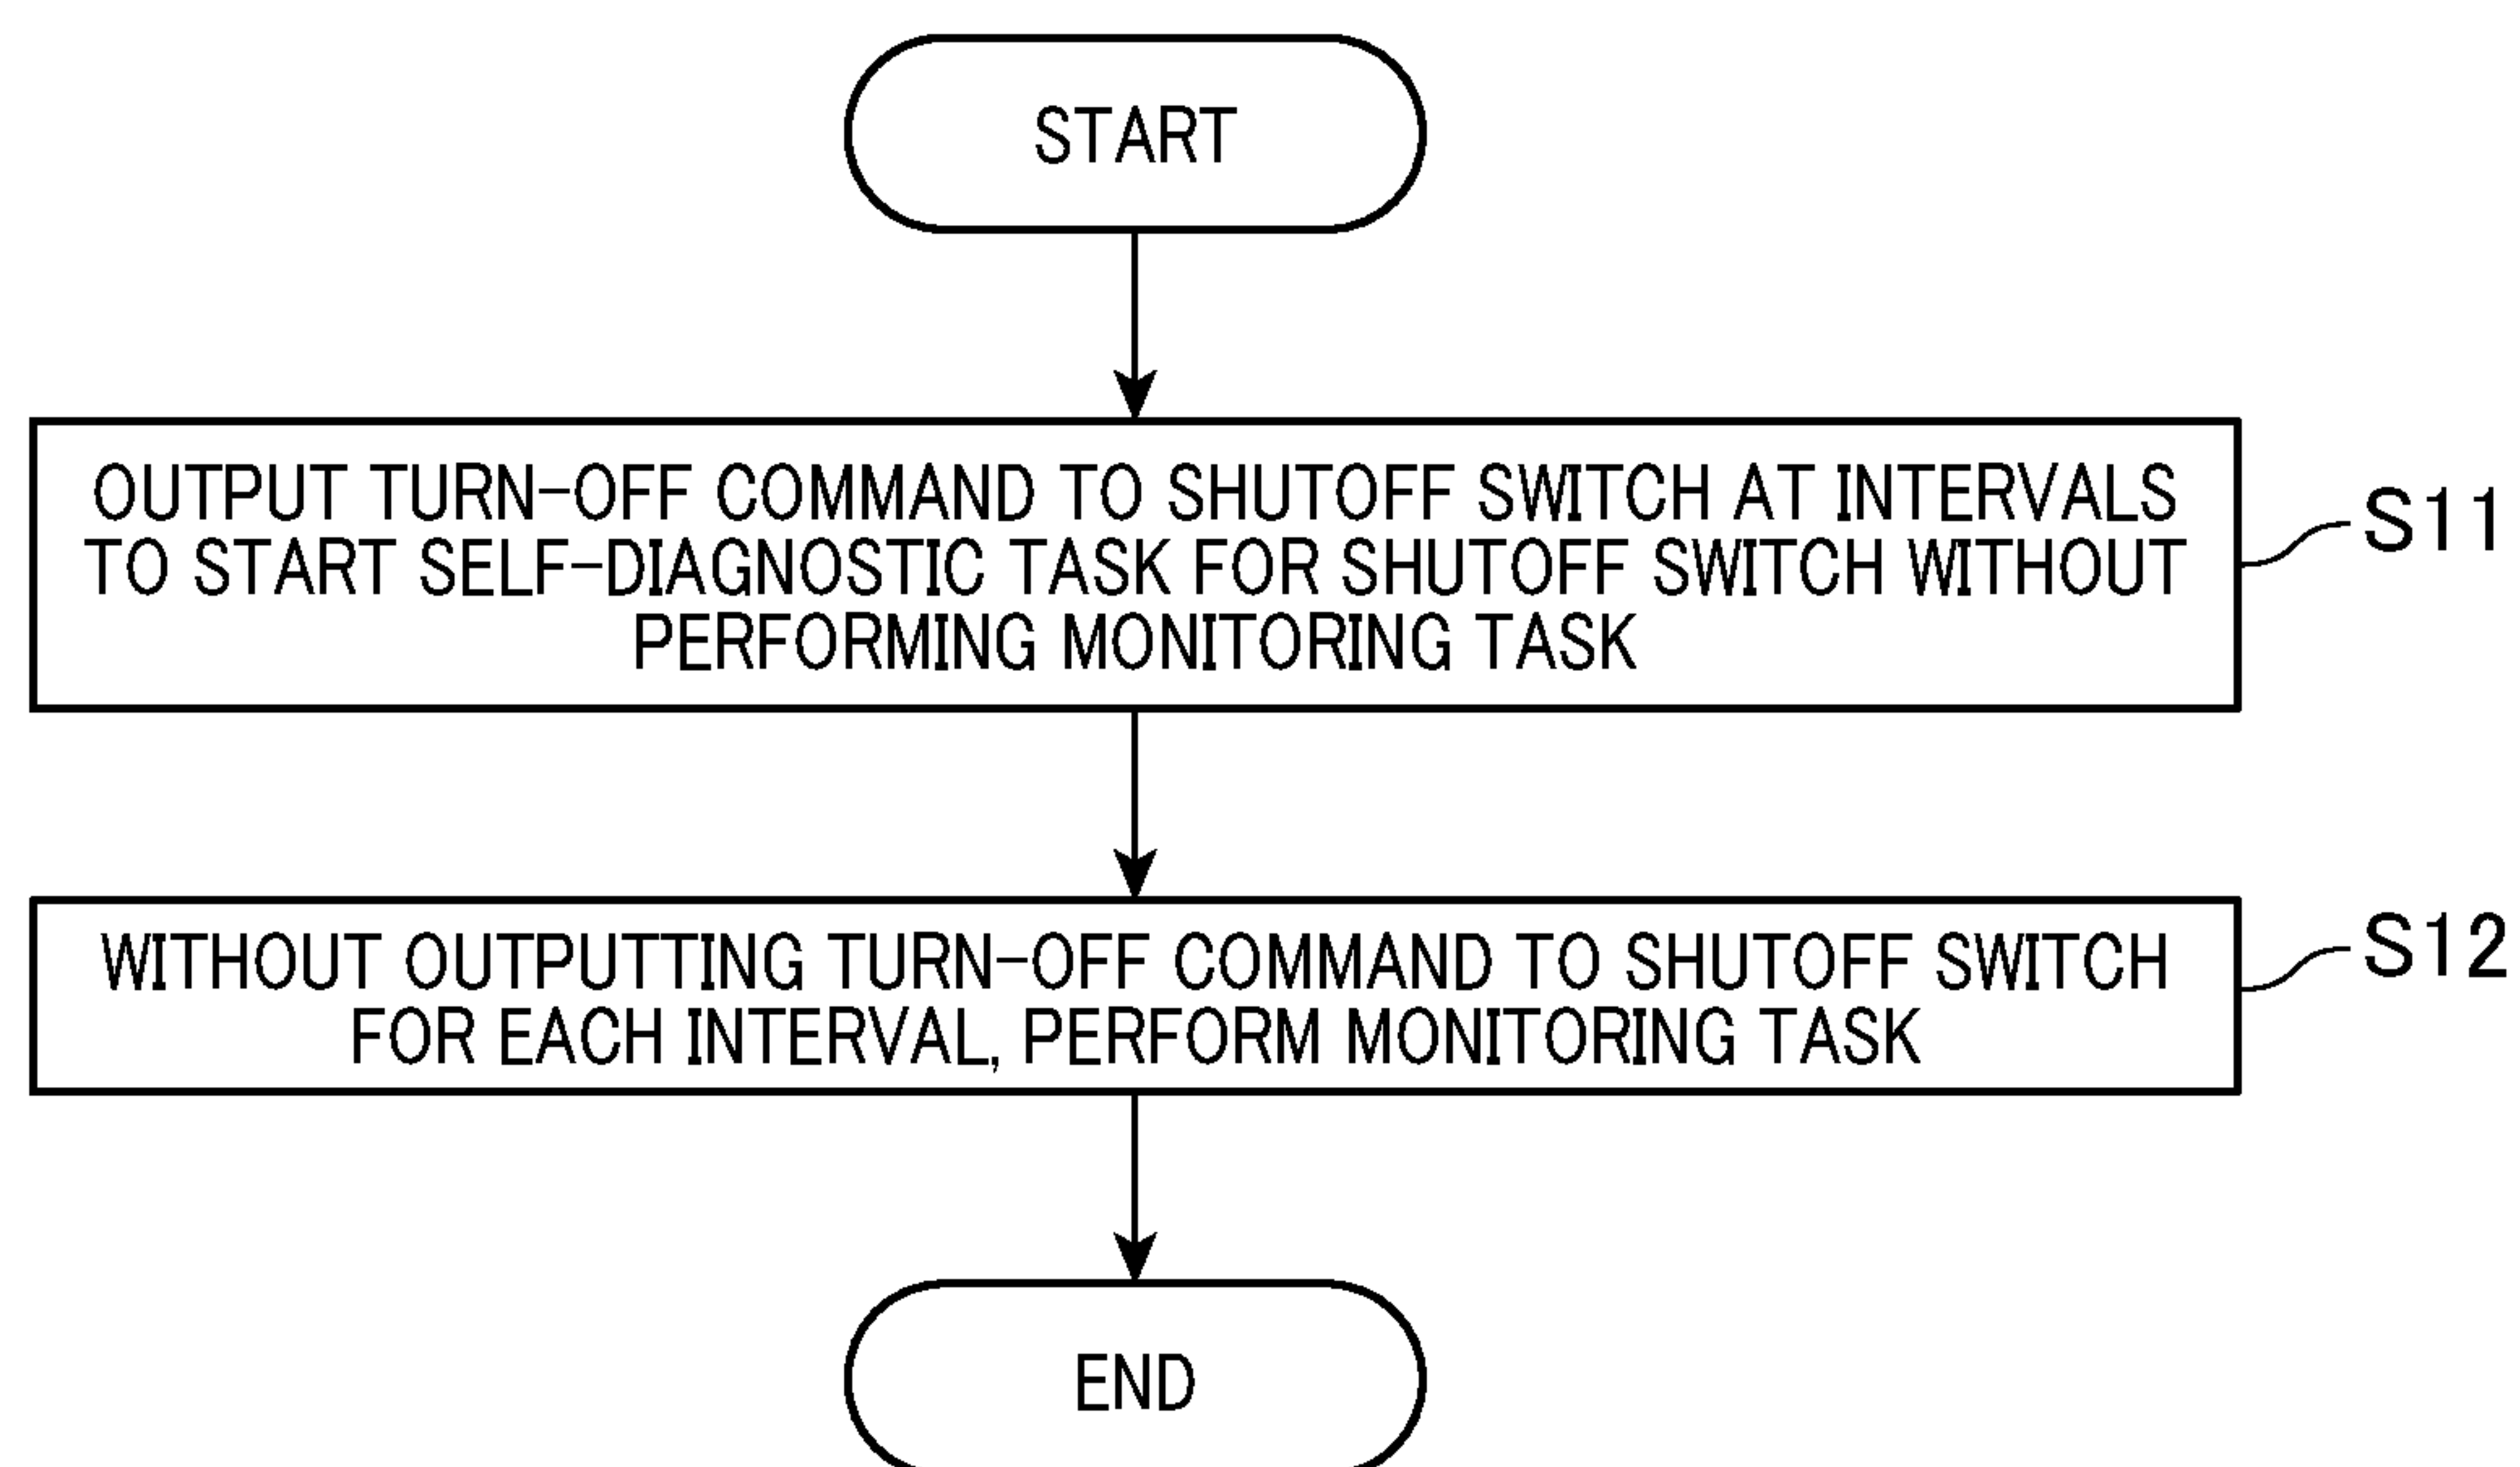 START
OUTPUT TURN-OFF COMMAND TO SHUTOFF SWITCH AT INTERVALS
TO START SELF-DIAGNOSTIC TASK FOR SHUTOFF SWITCH WITHOUT
PERFORMING MONITORING TASK
S11
WITHOUT OUTPUTTING TURN-OFF COMMAND TO SHUTOFF SWITCH
FOR EACH INTERVAL, PERFORM MONITORING TASK
S12
END